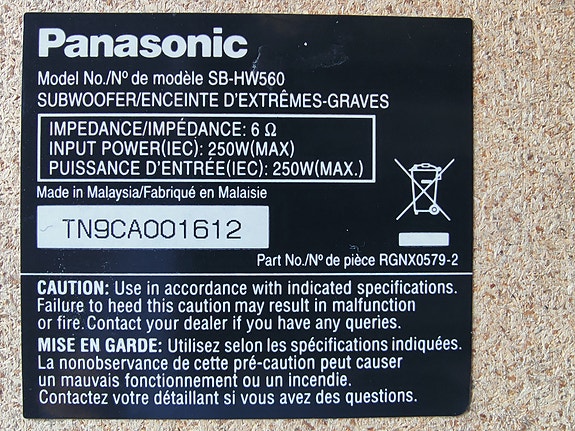 Panasonic
Model No./Nº de modèle SB-HW560
SUBWOOFER/ENCEINTE D'EXTRÊMES-GRAVES
IMPEDANCE/IMPÉDANCE: 6 Ω
INPUT POWER(IEC): 250W(MAX)
PUISSANCE D'ENTRÉE(IEC): 250W(MAX.)
Made in Malaysia/Fabriqué en Malaisie
TN9CA001612
Part No./Nº de pièce RGNX0579-2
CAUTION: Use in accordance with indicated specifications.
Failure to heed this caution may result in malfunction
or fire. Contact your dealer if you have any queries.
MISE EN GARDE: Utilisez selon les spécifications indiquées.
La nonobservance de cette pré-caution peut causer
un mauvais fonctionnement ou un incendie.
Contactez votre détaillant si vous avez des questions.